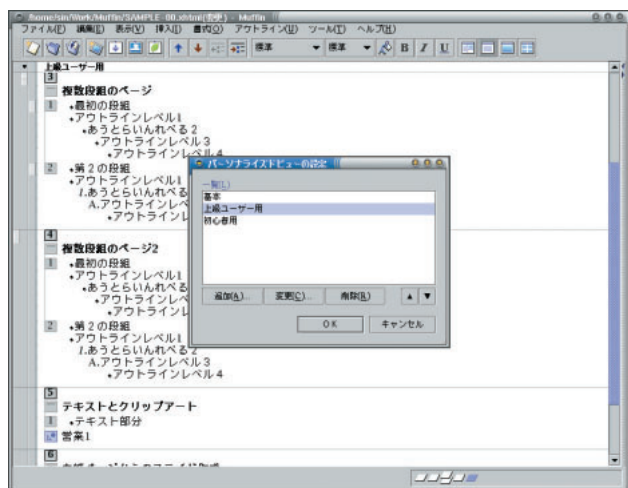 /home/sin/Work/Muffin/SAMPLE-00.xhtml(変更) - Muffin
ファイル(F) 編集(E) 表示(V) 挿入(I) 書式(O) アウトライン(U) ツール(T) ヘルプ(H)
標準 標準 B I U
上級ユーザー用
3
複数段組のページ
1 •最初の段組
•アウトラインレベル1
•あうとらいんれべる2
•アウトラインレベル3
•アウトラインレベル4
2 •第2の段組
•アウトラインレベル1
1.あうとらいんれべる
A.アウトラインレベ
•アウトラインレ
4
複数段組のページ2
1 •最初の段組
•アウトラインレベル1
•あうとらいんれべる
•アウトラインレベ
•アウトラインレ
2 •第2の段組
•アウトラインレベル1
1.あうとらいんれべる2
A.アウトラインレベル3
•アウトラインレベル4
5
テキストとクリップアート
1 •テキスト部分
営業1
6
パーソナライズドビューの設定
一覧(L)
基本
上級ユーザー用
初心者用
追加(A)... 変更(C)... 削除(R)
OK キャンセル